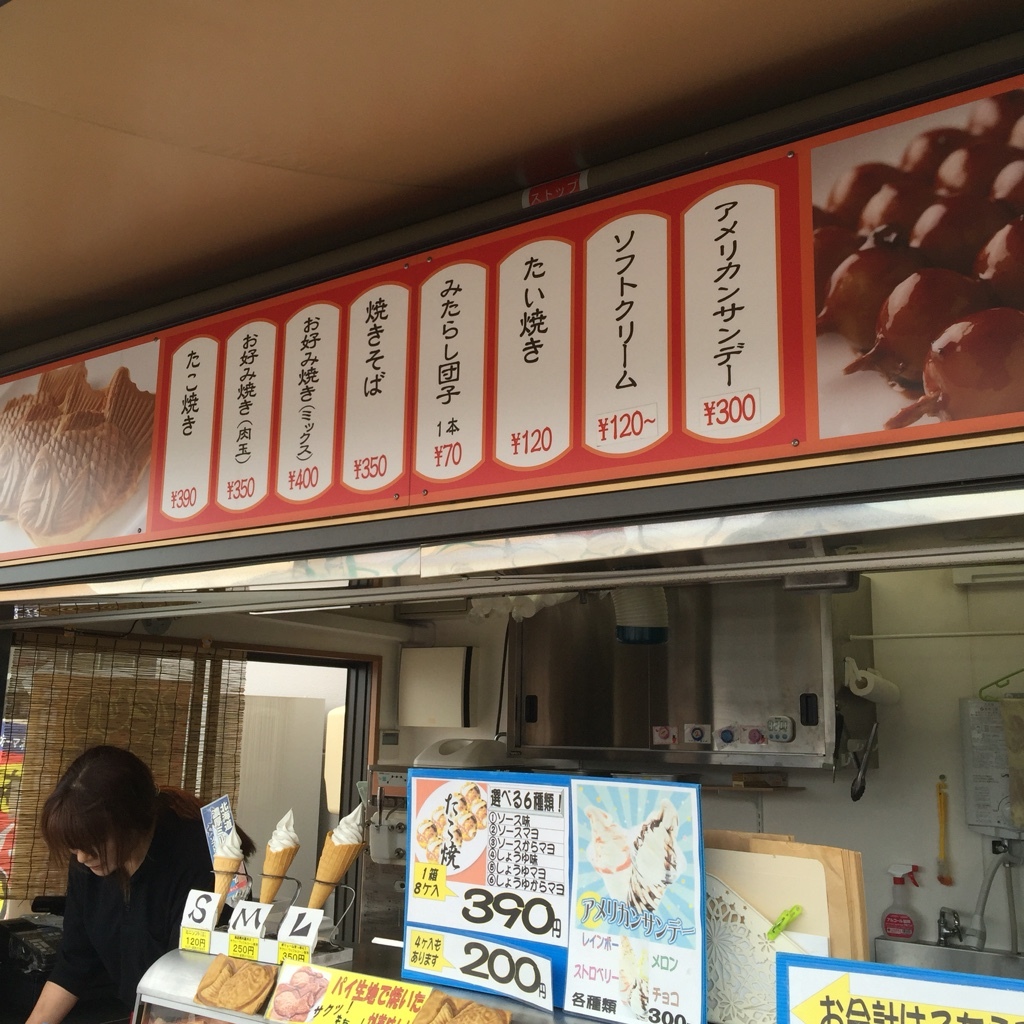 ストップ
たこ焼き
¥390
お好み焼き(肉玉)
¥350
お好み焼き(ミックス)
¥400
焼きそば
¥350
みたらし団子
1本
¥70
たい焼き
¥120
ソフトクリーム
¥120~
アメリカンサンデー
¥300
たこ焼
選べる6種類!
①ソース味
②ソースマヨ
③ソースからマヨ
④しょうゆ味
⑤しょうゆマヨ
⑥しょうゆからマヨ
1箱
8ケ入
390円
4ケ入も
あります
200円
アメリカンサンデー
レインボー
メロン
ストロベリー
チョコ
各種類
300
S
120円
M
250円
L
350円
パイ生地で焼いた
サクッ!
お会計は